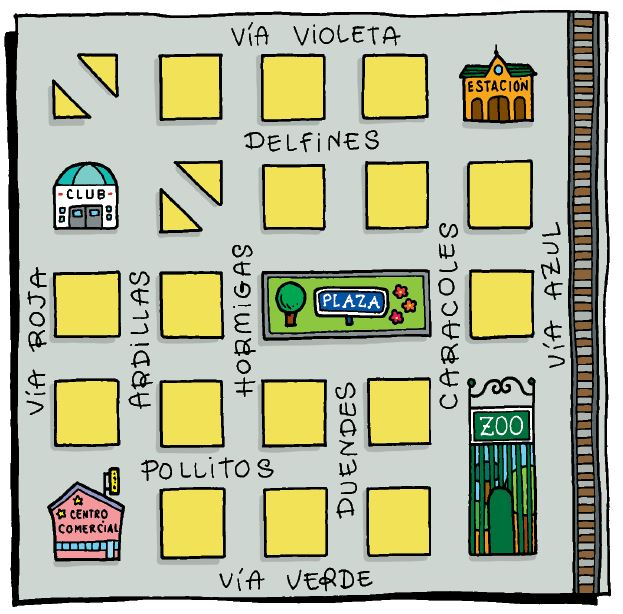 VÍA VIOLETA
ESTACIÓN
DELFINES
CLUB
VÍA ROJA
ARDILLAS
HORMIGAS
PLAZA
CARACOLES
VÍA AZUL
DUENDES
ZOO
POLLITOS
CENTRO
COMERCIAL
VÍA VERDE